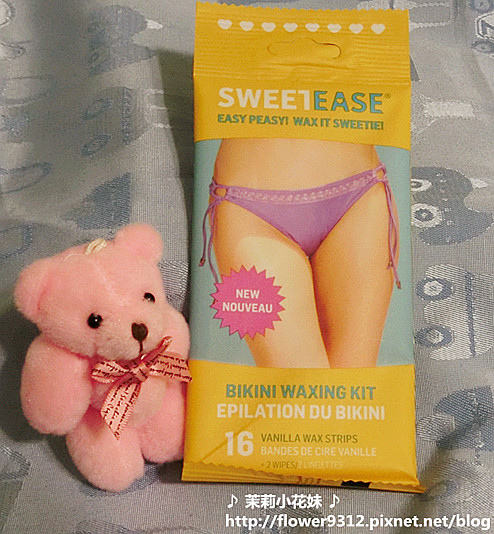 SWEETEASE®
EASY PEASY! WAX IT SWEETIE!
NEW
NOUVEAU
BIKINI WAXING KIT
EPILATION DU BIKINI
16 VANILLA WAX STRIPS
BANDES DE CIRE VANILLE
+ 2 WIPES/2 LINGETTES
♪ 茉莉小花妹 ♪
http://flower9312.pixnet.net/blog